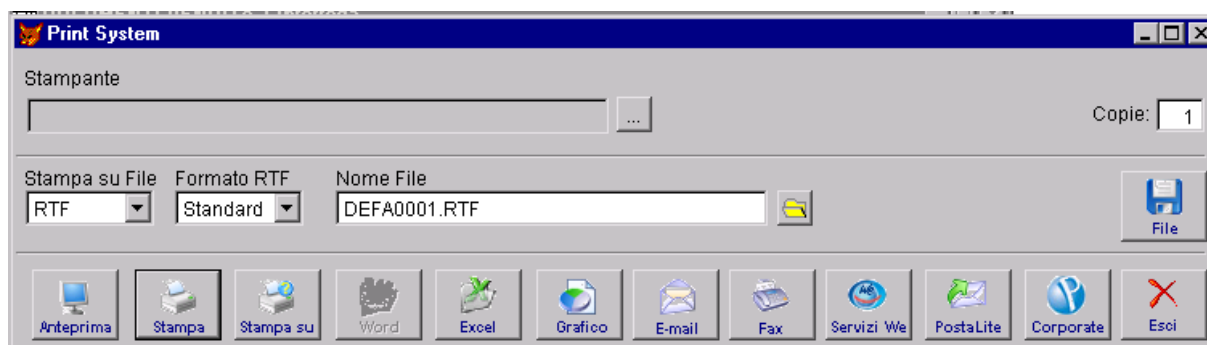 Print System
Stampante
...
Copie: 1
Stampa su File Formato RTF Nome File
RTF Standard DEFA0001.RTF
File
Anteprima Stampa Stampa su Word Excel Grafico E-mail Fax Servizi We PostaLite Corporate Esci